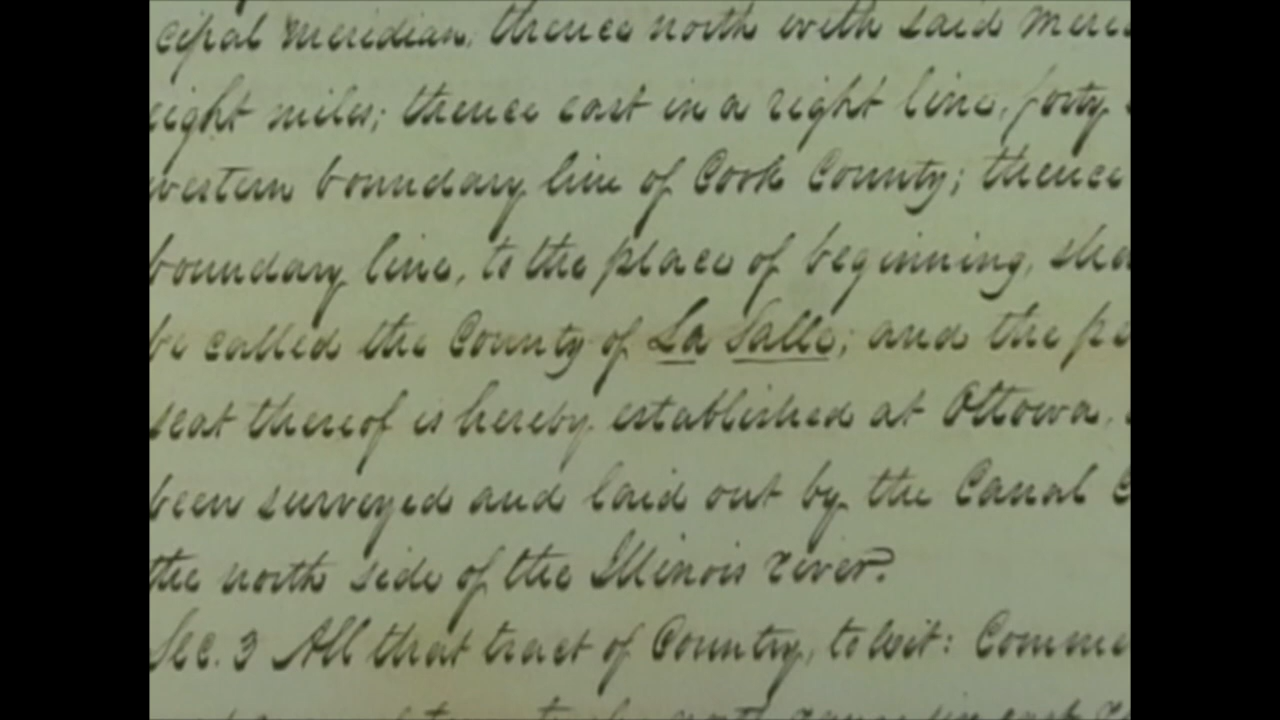 cipal meridian, thence north with said meri
eight miles; thence east in a right line, forty
western boundary line of Cook County; thence
boundary line, to the place of beginning, sha
be called the County of La Salle; and the pe
seat thereof is hereby established at Ottowa,
been surveyed and laid out by the Canal C
the north side of the Illinois river.
Sec. 3 All that tract of Country, to wit: Comme